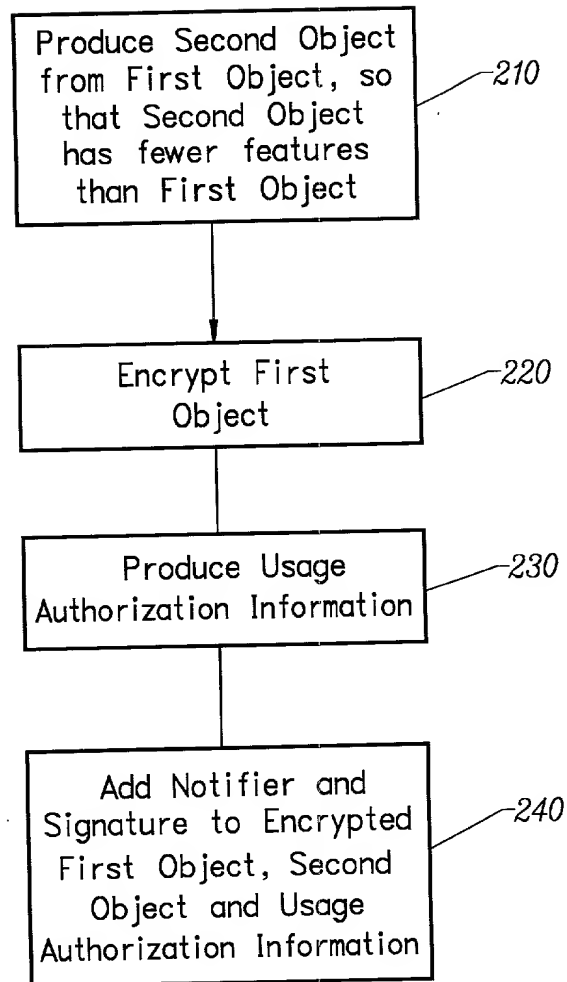 Produce Second Object
from First Object, so
that Second Object
has fewer features
than First Object
210
Encrypt First
Object
220
Produce Usage
Authorization Information
230
Add Notifier and
Signature to Encrypted
First Object, Second
Object and Usage
Authorization Information
240